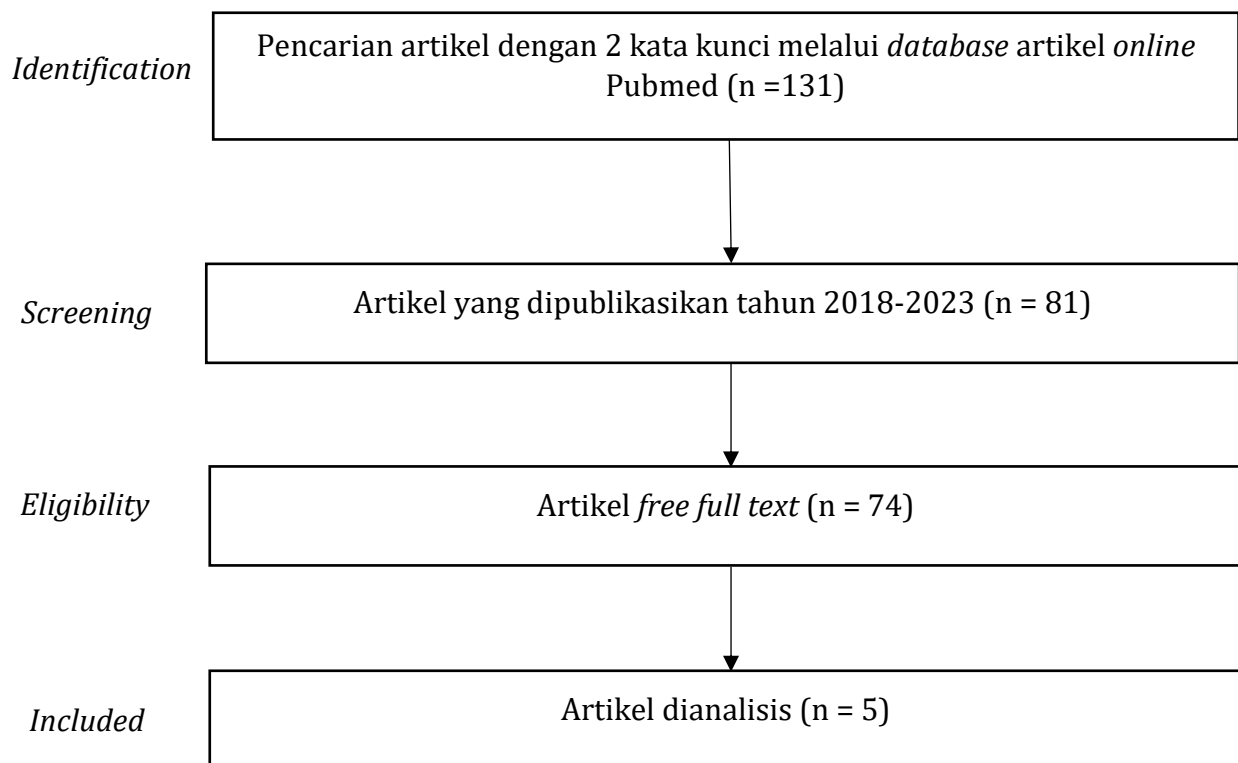 Identification
Pencarian artikel dengan 2 kata kunci melalui database artikel online
Pubmed (n =131)
Screening
Artikel yang dipublikasikan tahun 2018-2023 (n = 81)
Eligibility
Artikel free full text (n = 74)
Included
Artikel dianalisis (n = 5)